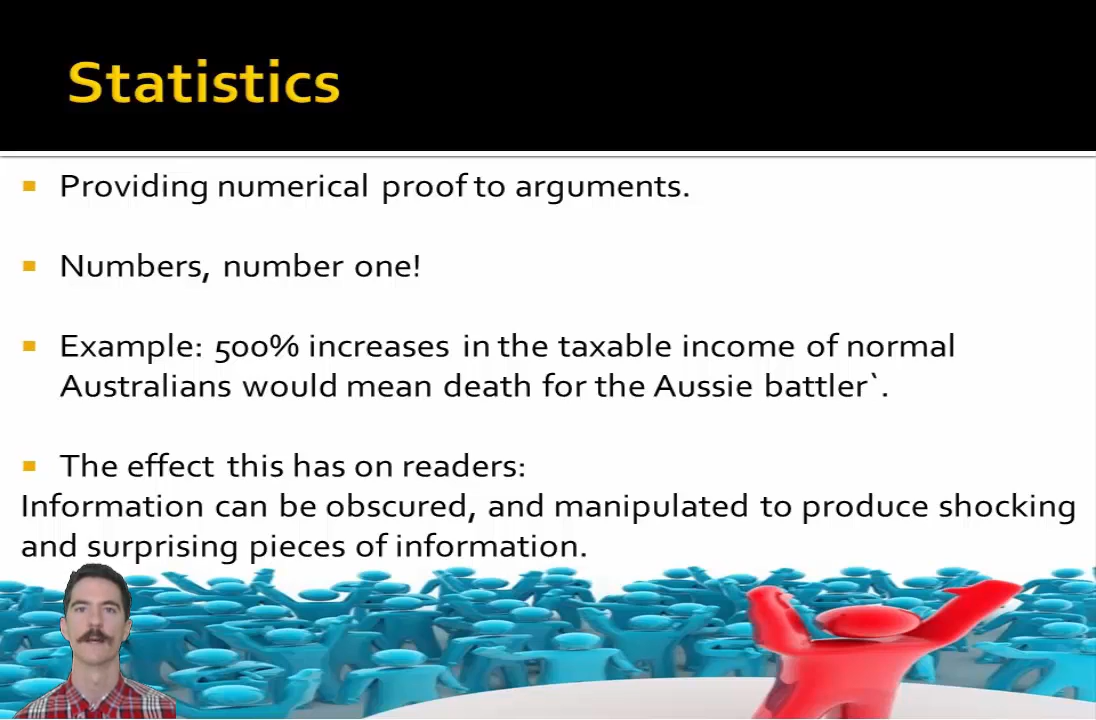 Statistics
Providing numerical proof to arguments.
Numbers, number one!
Example: 500% increases in the taxable income of normal
Australians would mean death for the Aussie battler`.
The effect this has on readers:
Information can be obscured, and manipulated to produce shocking
and surprising pieces of information.